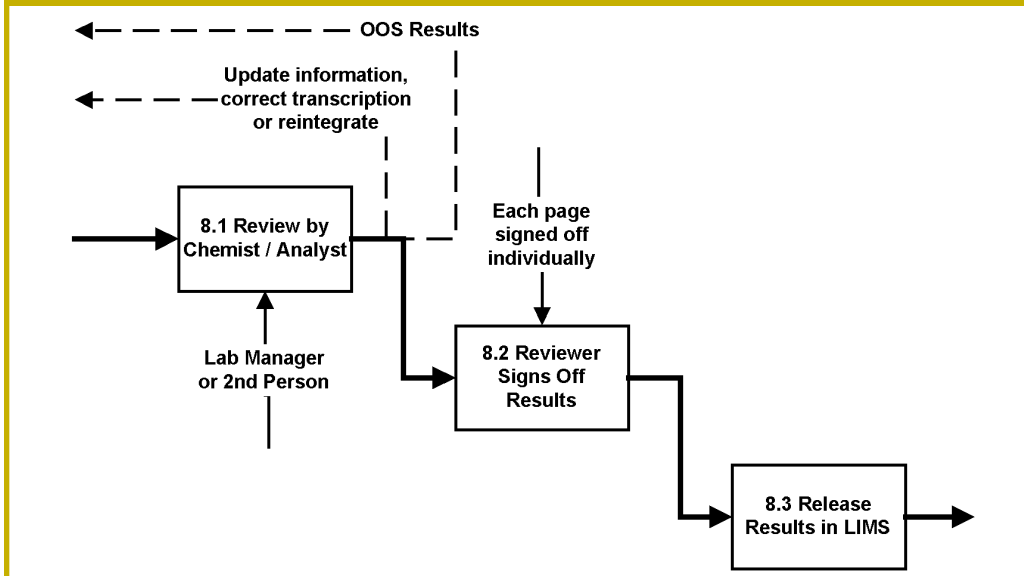 OOS Results
Update information,
correct transcription
or reintegrate
8.1 Review by
Chemist / Analyst
Each page
signed off
individually
Lab Manager
or 2nd Person
8.2 Reviewer
Signs Off
Results
8.3 Release
Results in LIMS